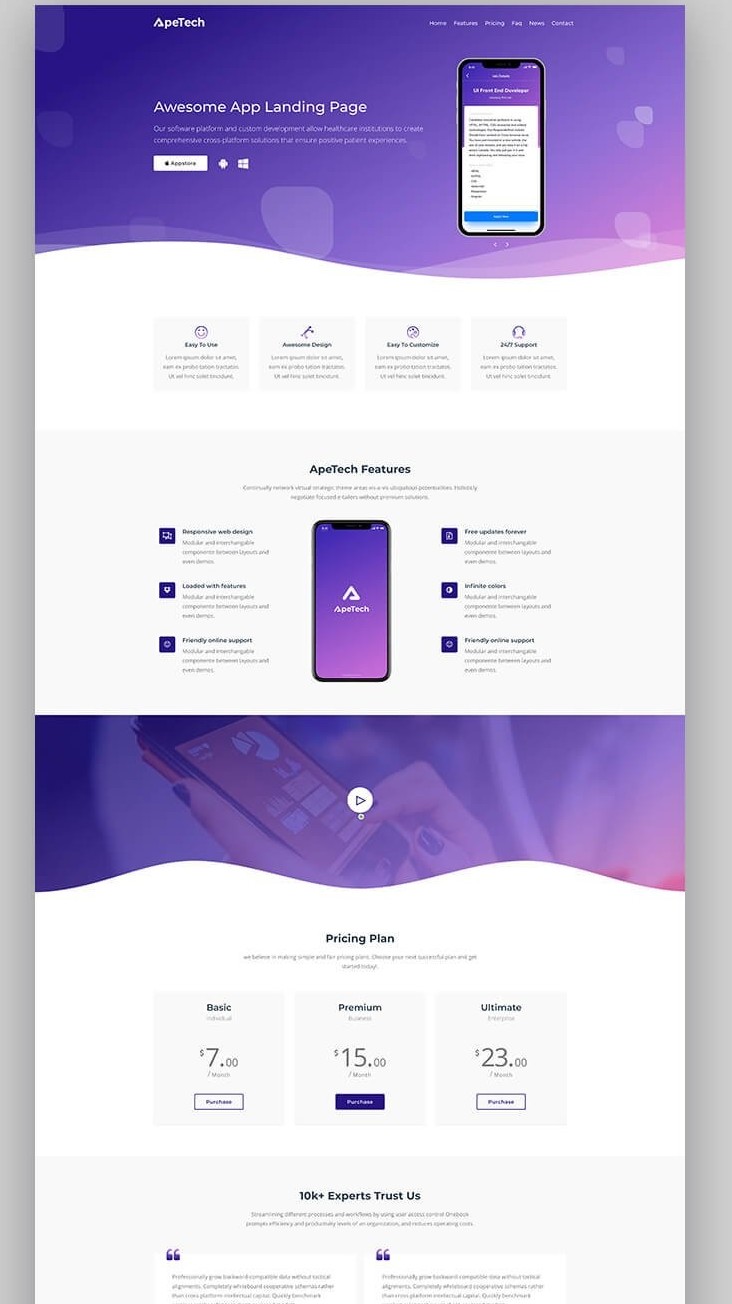 ApeTech
Home Features Pricing Faq News Contact
Awesome App Landing Page
Our software platform and custom development allow healthcare institutions to create
comprehensive cross-platform solutions that ensure positive patient experiences.
Appstore
Job Details
UI Front End Developer
Apply Now
Easy To Use
Lorem ipsum dolor sit amet,
eam ex probo tation tractatos.
Ut vel hinc solet tincidunt.
Awesome Design
Lorem ipsum dolor sit amet,
eam ex probo tation tractatos.
Ut vel hinc solet tincidunt.
Easy To Customize
Lorem ipsum dolor sit amet,
eam ex probo tation tractatos.
Ut vel hinc solet tincidunt.
24/7 Support
Lorem ipsum dolor sit amet,
eam ex probo tation tractatos.
Ut vel hinc solet tincidunt.
ApeTech Features
Continually network virtual strategic theme areas vis-a-vis ubiquitous potentialities. Holisticly
negotiate focused e-tailers without premium solutions.
Responsive web design
Modular and interchangable
componente between layouts and
even demos.
Loaded with features
Modular and interchangable
componente between layouts and
even demos.
Friendly online support
Modular and interchangable
componente between layouts and
even demos.
ApeTech
Free updates forever
Modular and interchangable
componente between layouts and
even demos.
Infinite colors
Modular and interchangable
componente between layouts and
even demos.
Friendly online support
Modular and interchangable
componente between layouts and
even demos.
Pricing Plan
we believe in making simple and fair pricing plans. Choose your next successful plan and get
started today!
Basic
Individual
$7.00
/ Month
Purchase
Premium
Business
$15.00
/ Month
Purchase
Ultimate
Enterprise
$23.00
/ Month
Purchase
10k+ Experts Trust Us
Streamlining different processes and workflows by using user access control Onebook
prompts efficiency and productivity levels of an organization, and reduces operating costs.
Professionally grow backward-compatible data without tactical
alignments. Completely whiteboard cooperative schemas rather
than cross platform intellectual capital. Quickly benchmark
Professionally grow backward-compatible data without tactical
alignments. Completely whiteboard cooperative schemas rather
than cross platform intellectual capital. Quickly benchmark